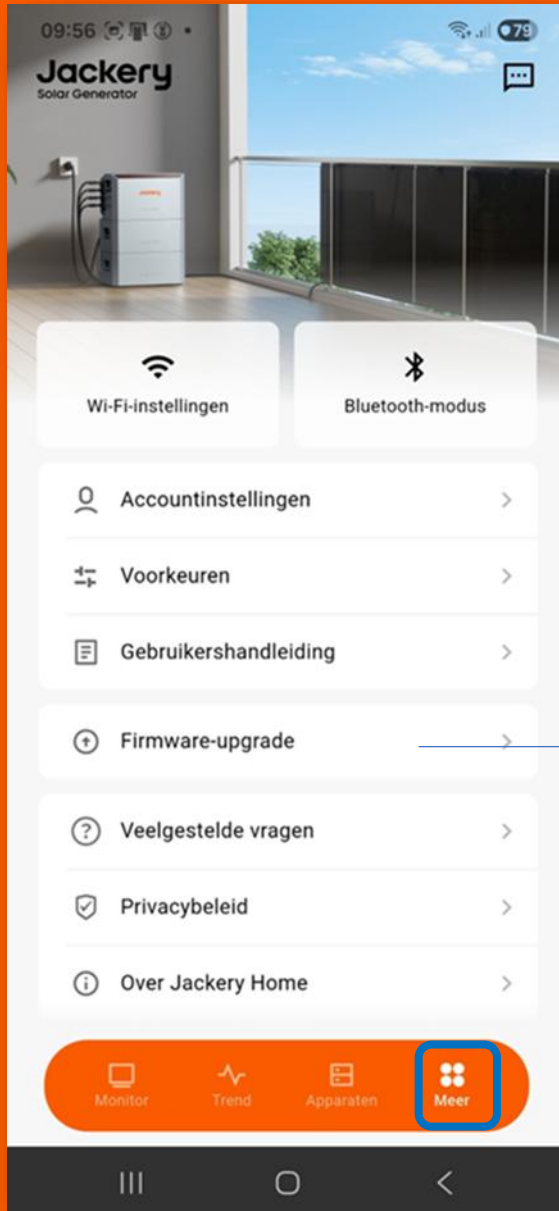 09:56
79
Jackery
Solar Generator
Wi-Fi-instellingen
Bluetooth-modus
Accountinstellingen
Voorkeuren
Gebruikershandleiding
Firmware-upgrade
Veelgestelde vragen
Privacybeleid
Over Jackery Home
Monitor
Trend
Apparaten
Meer